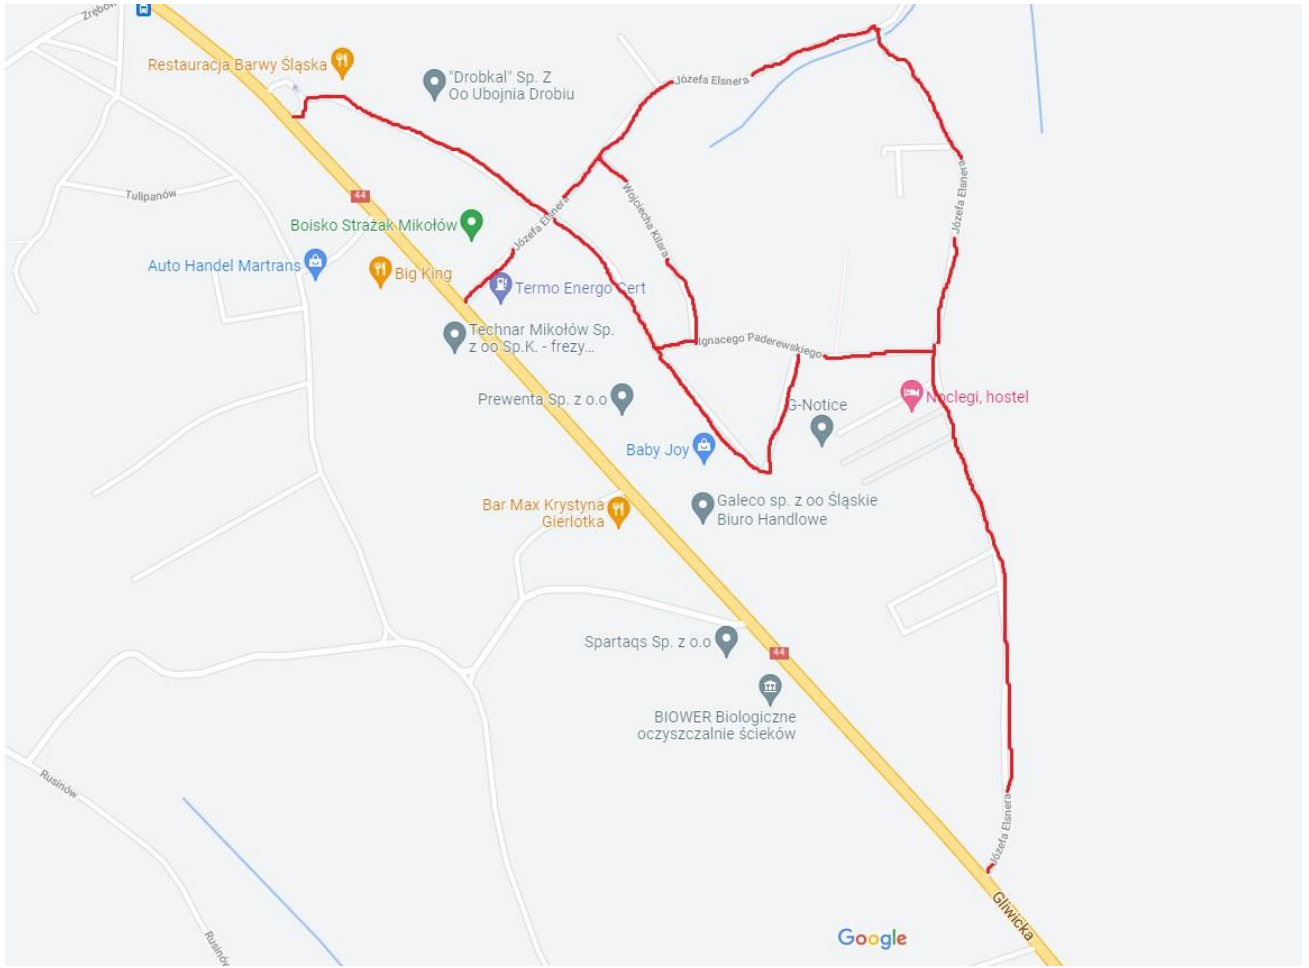 Zrębow
Restauracja Barwy Śląska
"Drobkal" Sp. Z
Oo Ubojnia Drobiu
Józefa Elsnera
Tulipanów
44
Wojciecha Kilara
Józefa Elsnera
Boisko Strażak Mikołów
Józefa Elsnera
Auto Handel Martrans
Big King
Termo Energo Cert
Technar Mikołów Sp.
z oo Sp.K. - frezy...
Ignacego Paderewskiego
Prewenta Sp. z o.o
G-Notice
Noclegi, hostel
Baby Joy
Bar Max Krystyna
Gierlotka
Galeco sp. z oo Śląskie
Biuro Handlowe
Spartaqs Sp. z o.o
44
BIOWER Biologiczne
oczyszczalnie ścieków
Rusinów
Józefa Elsnera
Gliwicka
Rusinów
Google